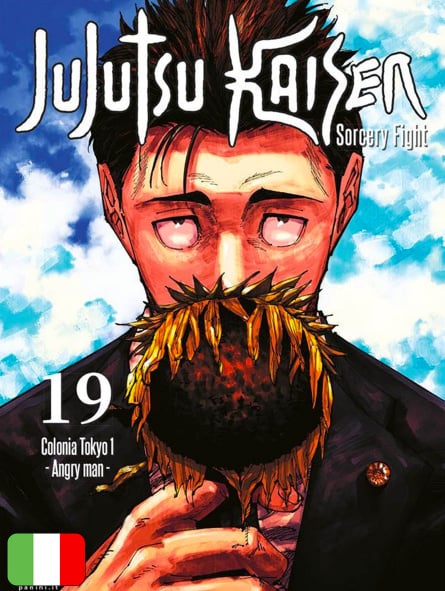 JUJUTSU KAISEN
Sorcery Fight
19
Colonia Tokyo 1
- Angry man -
panini.it